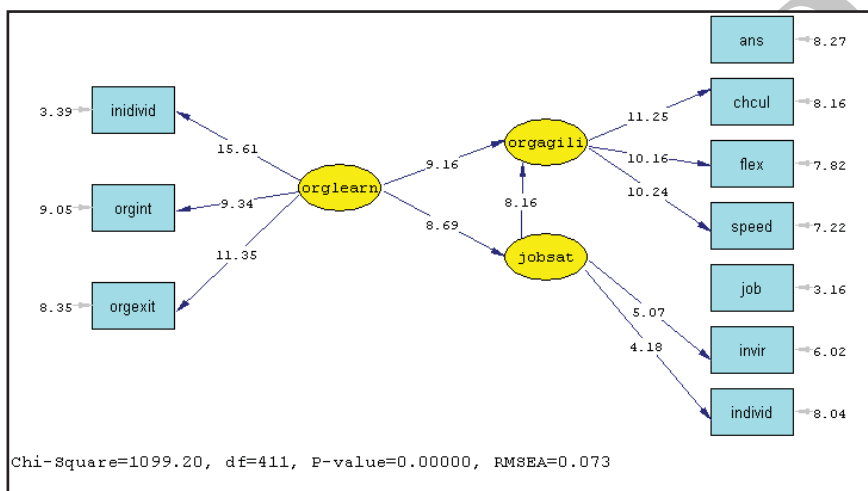 ans
8.27
3.39
inidivid
chcul
8.16
11.25
orgagili
15.61
9.16
10.16
flex
7.82
orglearn
10.24
9.05
orgint
9.34
8.16
speed
7.22
8.69
11.35
jobsat
job
3.16
8.35
orgexit
5.07
4.18
invir
6.02
individ
8.04
Chi-Square=1099.20, df=411, P-value=0.00000, RMSEA=0.073